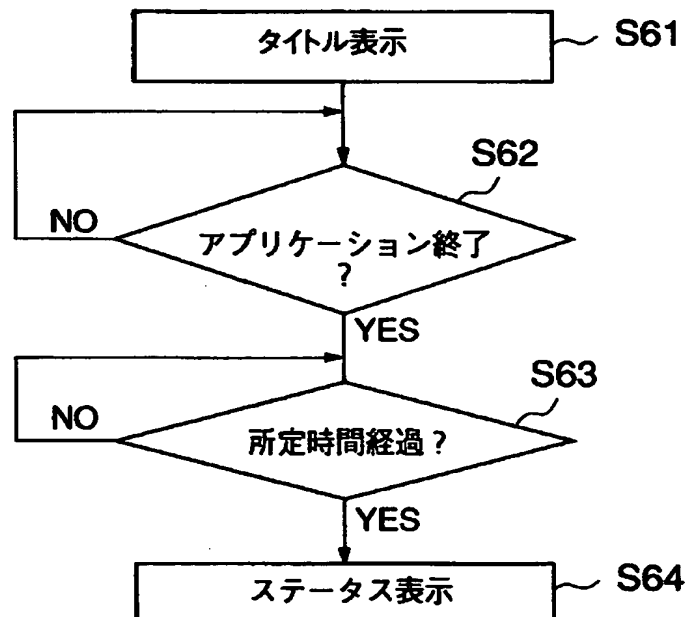 タイトル表示
S61
S62
NO
アプリケーション終了
?
YES
S63
NO
所定時間経過?
YES
ステータス表示
S64